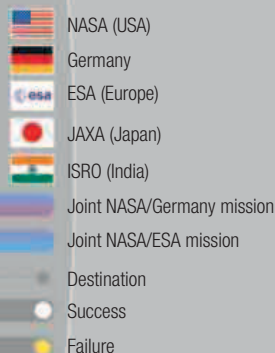 NASA (USA)
Germany
esa ESA (Europe)
JAXA (Japan)
ISRO (India)
Joint NASA/Germany mission
Joint NASA/ESA mission
Destination
Success
Failure